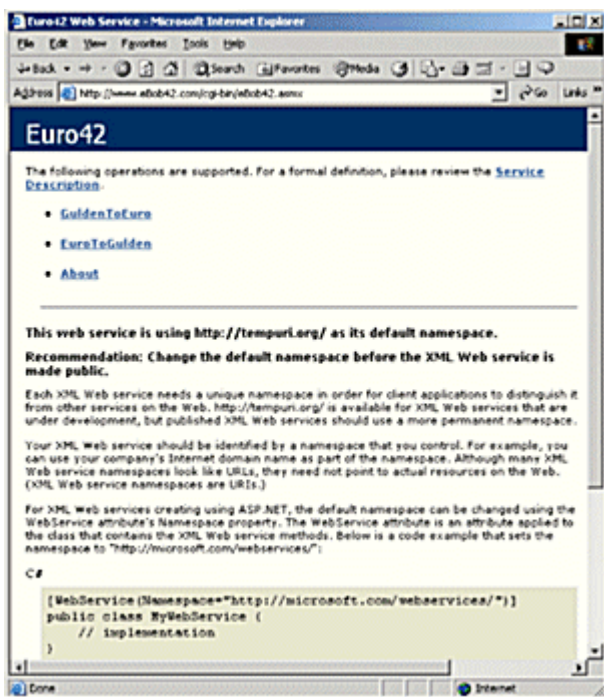 Euro42 Web Service - Microsoft Internet Explorer
File Edit View Favorites Tools Help
Back Search Favorites Media
Address http://www.eBob42.com/cgi-bin/eBob42.asmx Go Links »
Euro42
The following operations are supported. For a formal definition, please review the Service
Description.
• GuldenToEuro
• EuroToGulden
• About
This web service is using http://tempuri.org/ as its default namespace.
Recommendation: Change the default namespace before the XML Web service is
made public.
Each XML Web service needs a unique namespace in order for client applications to distinguish it
from other services on the Web. http://tempuri.org/ is available for XML Web services that are
under development, but published XML Web services should use a more permanent namespace.
Your XML Web service should be identified by a namespace that you control. For example, you
can use your company's Internet domain name as part of the namespace. Although many XML
Web service namespaces look like URLs, they need not point to actual resources on the Web.
(XML Web service namespaces are URIs.)
For XML Web services creating using ASP.NET, the default namespace can be changed using the
WebService attribute's Namespace property. The WebService attribute is an attribute applied to
the class that contains the XML Web service methods. Below is a code example that sets the
namespace to "http://microsoft.com/webservices/":
C#
[WebService(Namespace="http://microsoft.com/webservices/")]
public class MyWebService {
// implementation
}
Done Internet